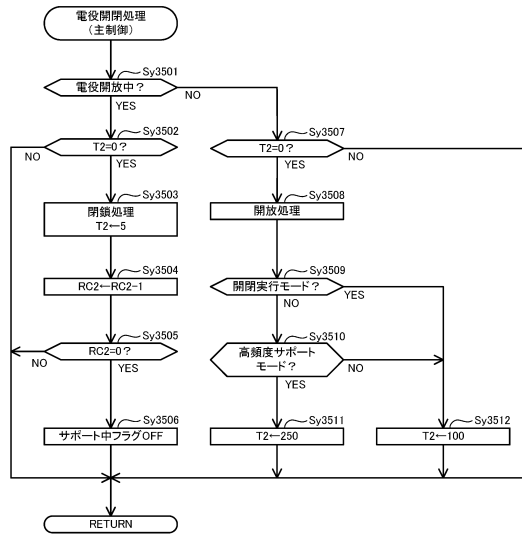 電役開閉処理
(主制御)
Sy3501
電役開放中?
NO
YES
Sy3502
T2=0?
NO
YES
Sy3503
閉鎖処理
T2←5
Sy3504
RC2←RC2-1
Sy3505
RC2=0?
NO
YES
Sy3506
サポート中フラグOFF
RETURN
Sy3507
T2=0?
NO
YES
Sy3508
開放処理
Sy3509
開閉実行モード?
YES
NO
Sy3510
高頻度サポート
モード?
NO
YES
Sy3511
T2←250
Sy3512
T2←100